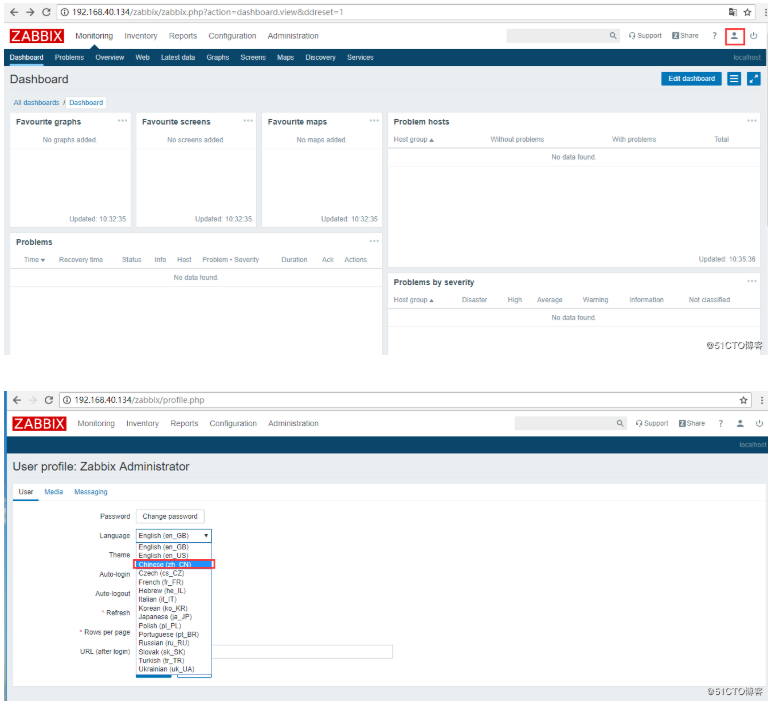 192.168.40.134/zabbix/zabbix.php?action=dashboard.view&ddreset=1
ZABBIX Monitoring Inventory Reports Configuration Administration Support Z Share ?
Dashboard Problems Overview Web Latest data Graphs Screens Maps Discovery Services localhost
Dashboard Edit dashboard
All dashboards / Dashboard
Favourite graphs Favourite screens Favourite maps Problem hosts
No graphs added. No screens added. No maps added. Host group Without problems With problems Total
No data found.
Updated: 10:32:35 Updated: 10:32:35 Updated: 10:32:35
Problems
Time Recovery time Status Info Host Problem • Severity Duration Ack Actions
No data found.
Updated: 10:35:36
Problems by severity
Host group Disaster High Average Warning Information Not classified
No data found.
@51CTO博客
192.168.40.134/zabbix/profile.php
ZABBIX Monitoring Inventory Reports Configuration Administration Support Z Share ?
localhost
User profile: Zabbix Administrator
User Media Messaging
Password Change password
Language English (en_GB)
English (en_GB)
Theme English (en_US)
Chinese (zh_CN)
Auto-login Czech (cs_CZ)
French (fr_FR)
Auto-logout Hebrew (he_IL)
Italian (it_IT)
* Refresh Korean (ko_KR)
Japanese (ja_JP)
Polish (pl_PL)
* Rows per page Portuguese (pt_BR)
Russian (ru_RU)
URL (after login) Slovak (sk_SK)
Turkish (tr_TR)
Ukrainian (uk_UA)
@51CTO博客